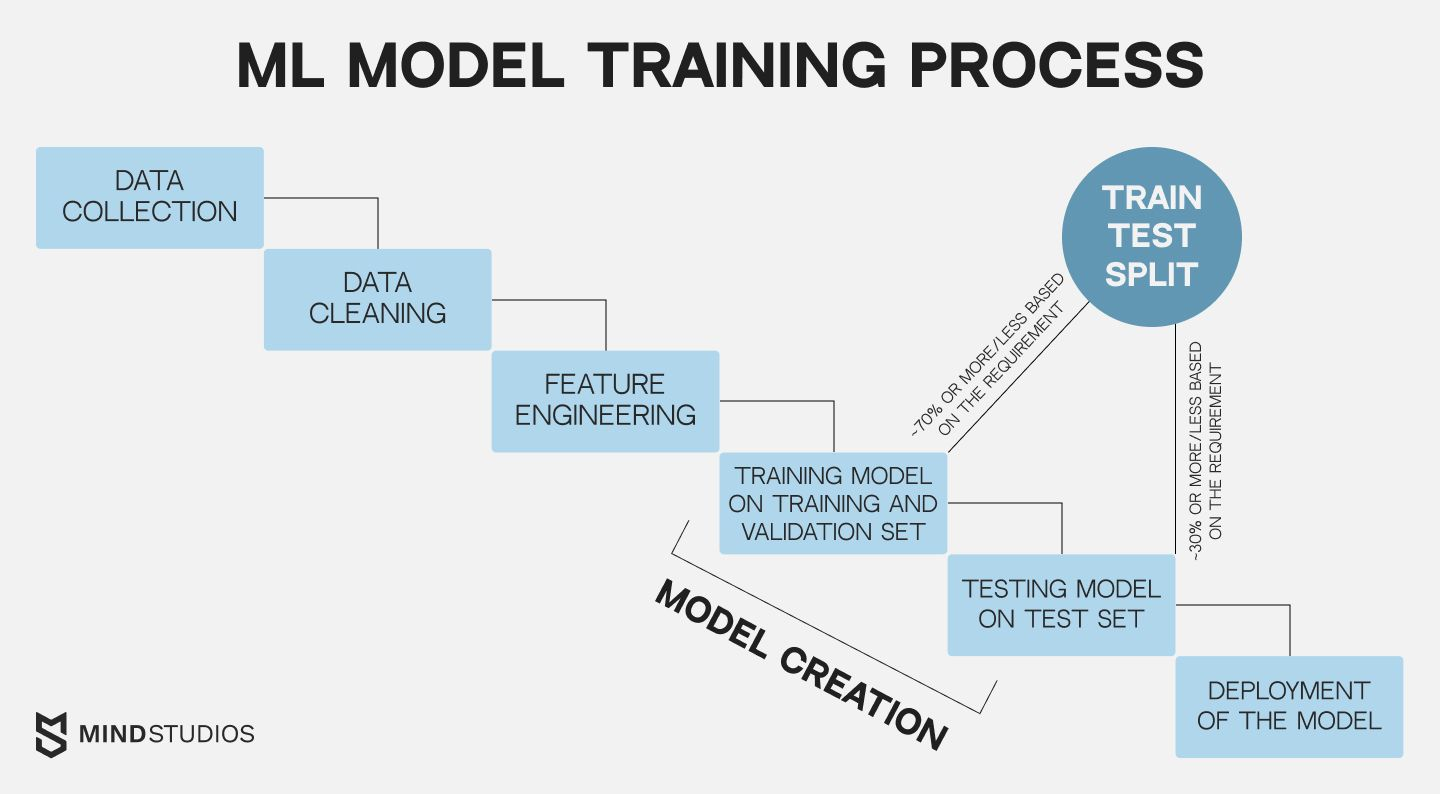 ML MODEL TRAINING PROCESS
DATA
COLLECTION
DATA
CLEANING
FEATURE
ENGINEERING
TRAINING MODEL
ON TRAINING AND
VALIDATION SET
TESTING MODEL
ON TEST SET
DEPLOYMENT
OF THE MODEL
TRAIN
TEST
SPLIT
~70% OR MORE/LESS BASED
ON THE REQUIREMENT
~30% OR MORE/LESS BASED
ON THE REQUIREMENT
MODEL CREATION
MINDSTUDIOS